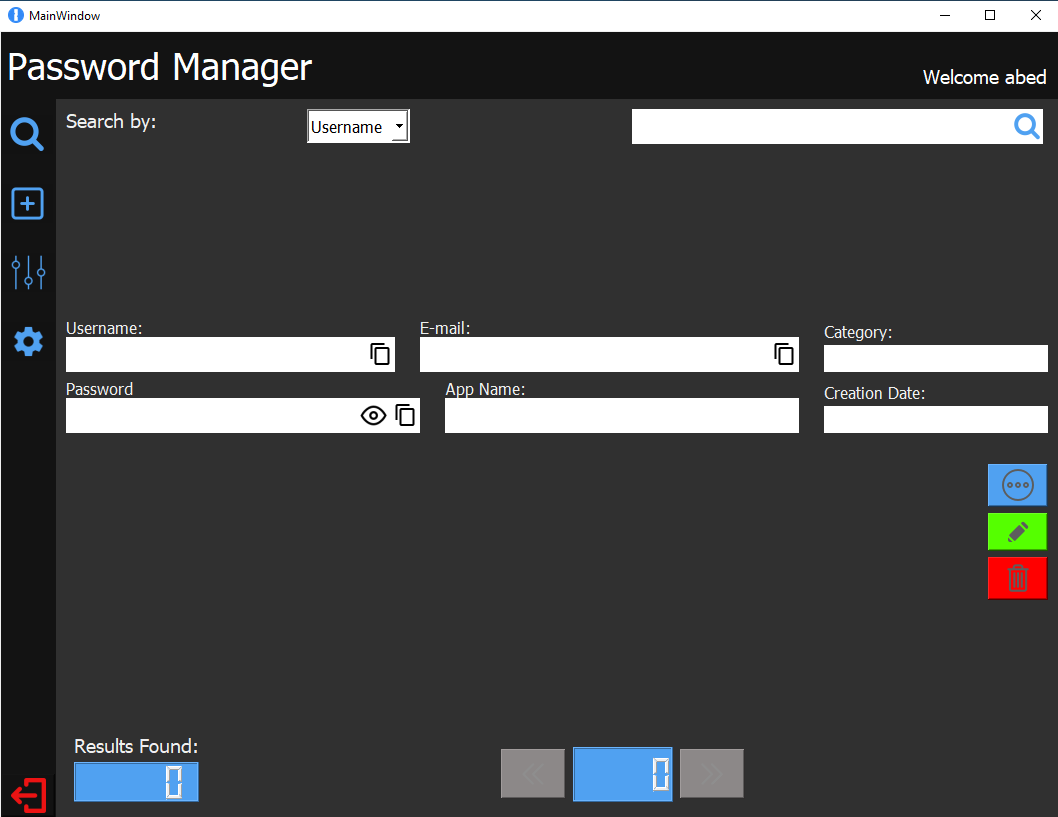 MainWindow
Password Manager
Welcome abed
Search by:
Username
Username:
E-mail:
Category:
Password
App Name:
Creation Date:
Results Found:
0
0